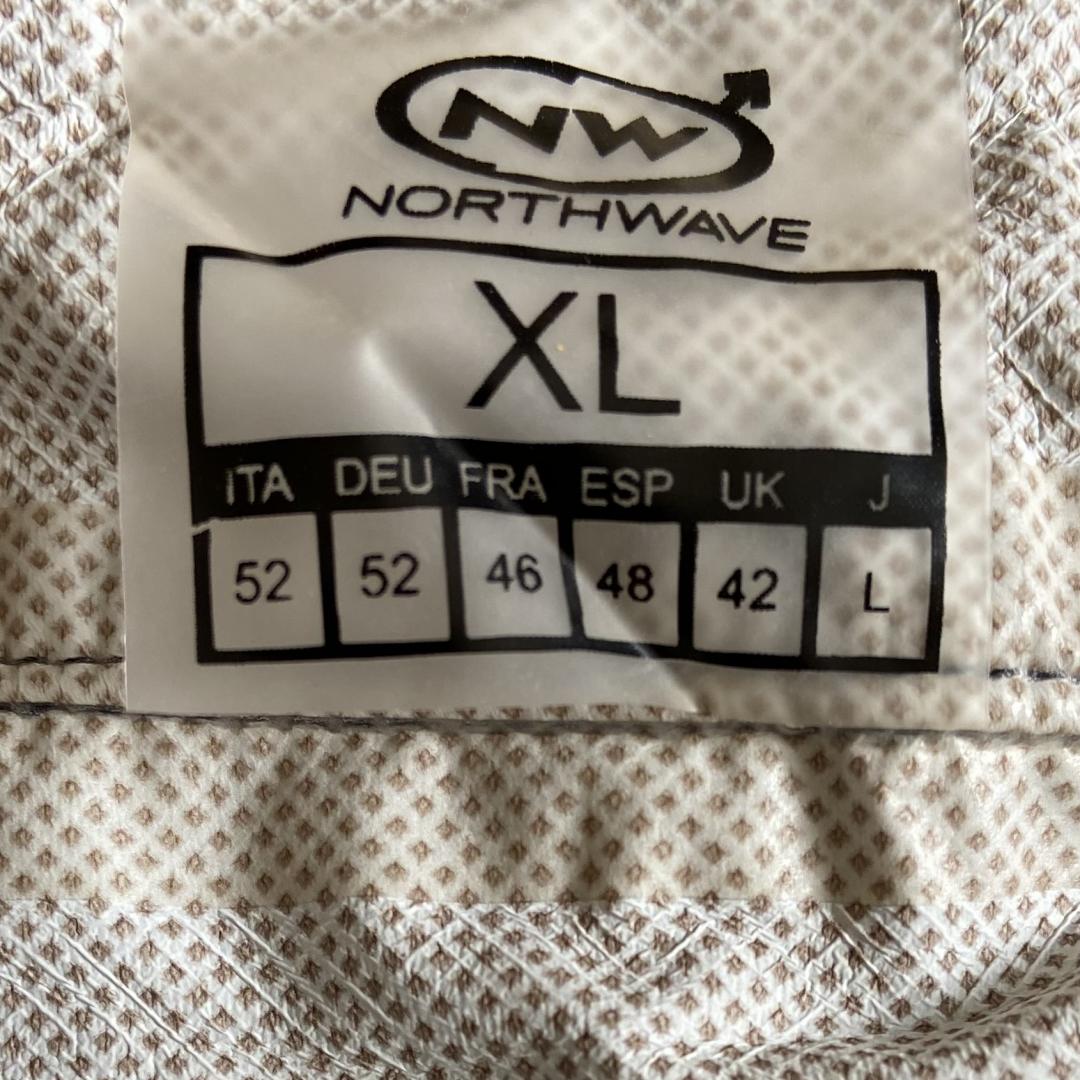 NW
NORTHWAVE
XL
ITA DEU FRA ESP UK J
52 52 46 48 42 L